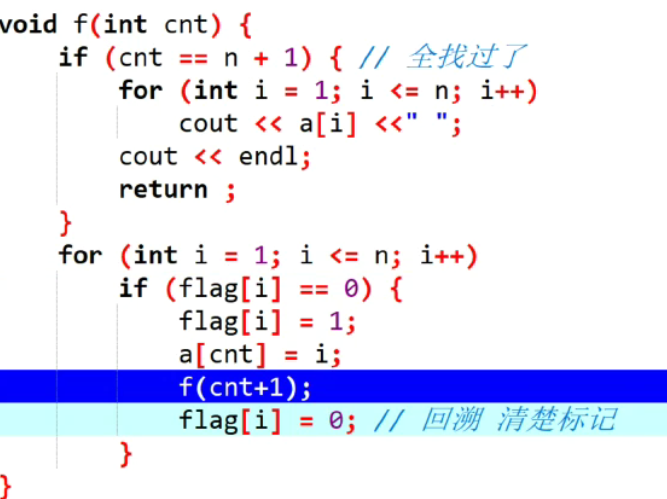 void f(int cnt) {
if (cnt == n + 1) { // 全找过了
for (int i = 1; i <= n; i++)
cout << a[i] <<" ";
cout << endl;
return ;
}
for (int i = 1; i <= n; i++)
if (flag[i] == 0) {
flag[i] = 1;
a[cnt] = i;
f(cnt+1);
flag[i] = 0; // 回溯 清楚标记
}
}